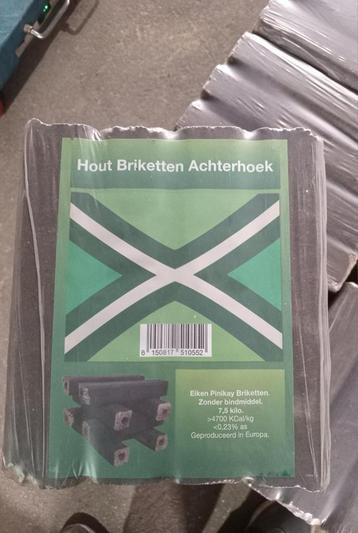 Hout Briketten Achterhoek
6 150817 510552
Eiken Pinikay Briketten.
Zonder bindmiddel.
7,5 kilo.
>4700 KCal/kg
<0,23% as
Geproduceerd in Europa.